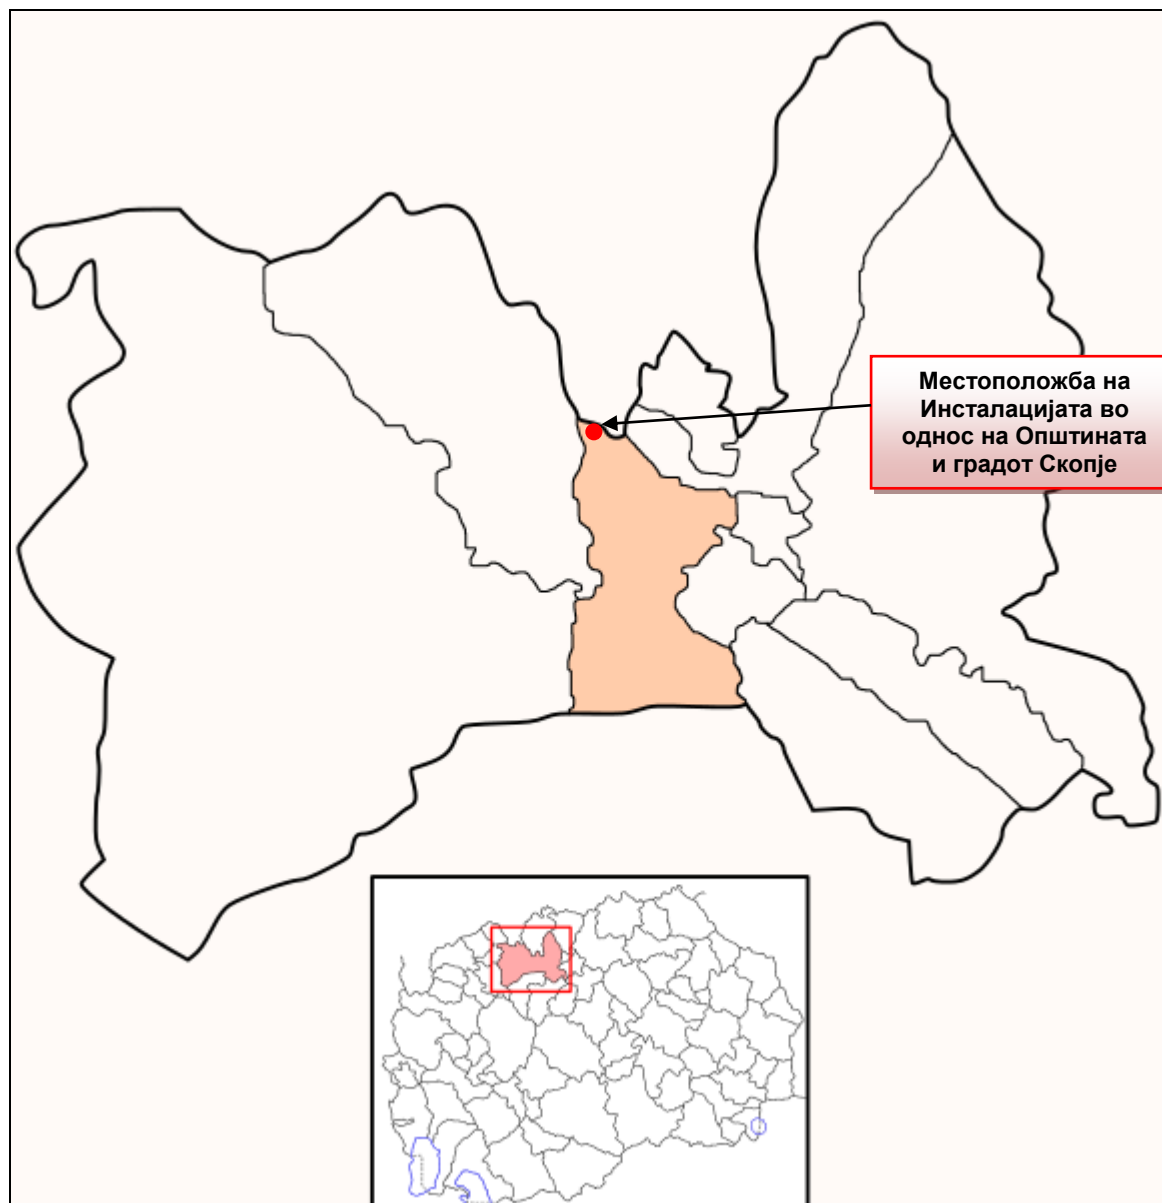 Местоположба на
Инсталацијата во
однос на Општината
и градот Скопје